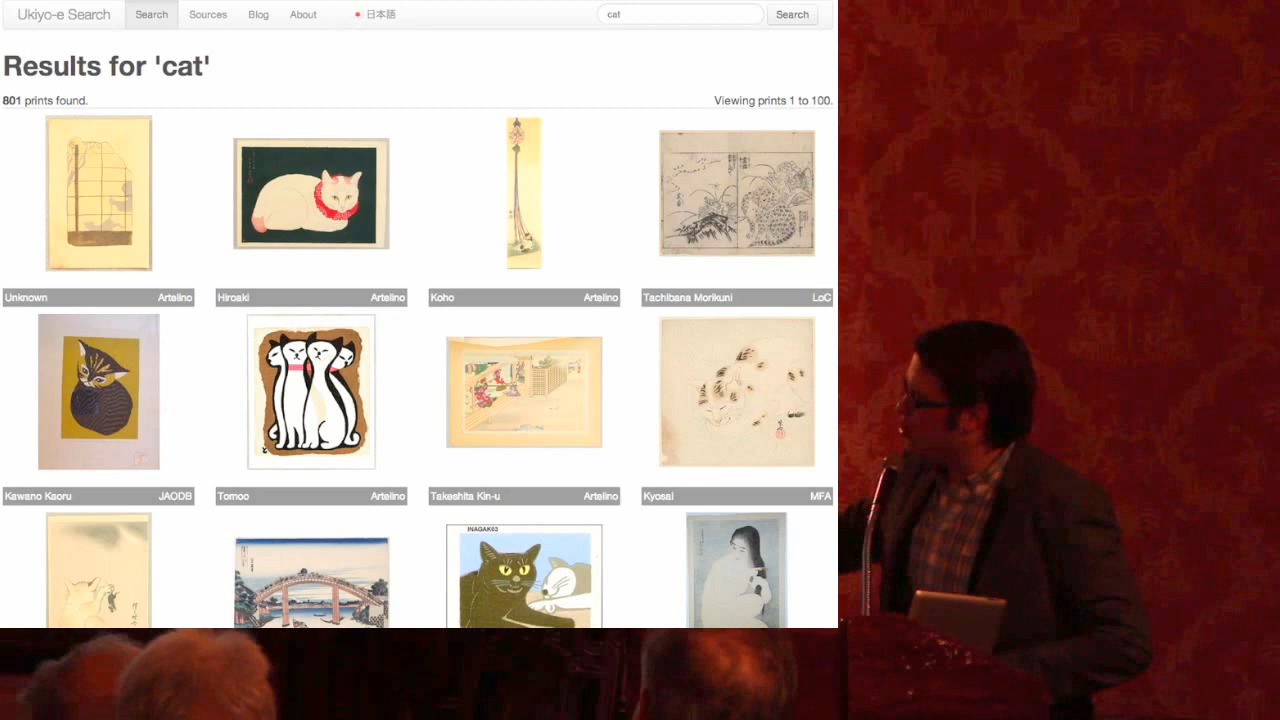 Ukiyo-e Search Search Sources Blog About 日本語 cat Search
Results for 'cat'
801 prints found. Viewing prints 1 to 100.
Unknown Artelino Hiroaki Artelino Koho Artelino Tachibana Morikuni LoC
Kawano Kaoru JAODB Tomoo Artelino Takeshita Kin-u Artelino Kyosai MFA
INAGAK63